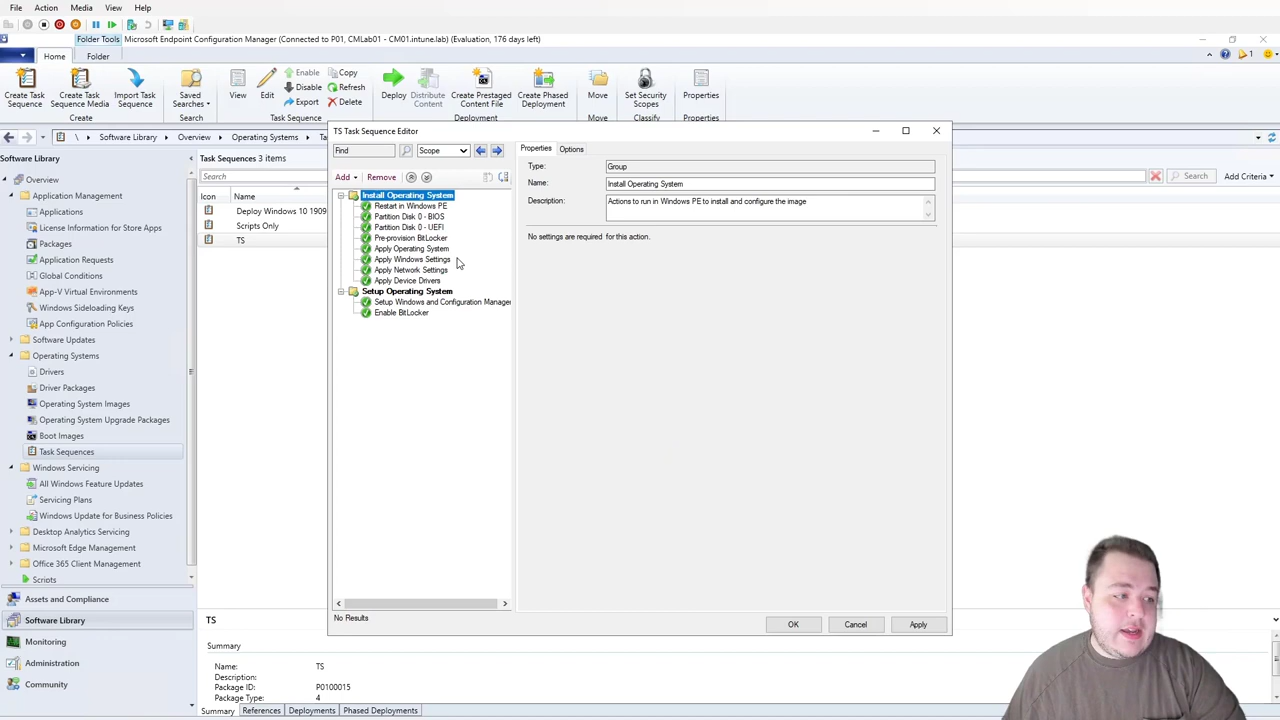 File Action Media View Help
Folder Tools Microsoft Endpoint Configuration Manager (Connected to P01, CMLab01 - CM01.intune.lab) (Evaluation, 176 days left)
Home Folder
1
Create Task Sequence
Create Task Sequence Media
Import Task Sequence
Saved Searches
View
Edit
Enable
Disable
Export
Copy
Refresh
Delete
Deploy
Distribute Content
Create Prestaged Content File
Create Phased Deployment
Move
Set Security Scopes
Properties
Search Task Sequence Deployment Move Classify Properties
\ Software Library Overview Operating Systems
Software Library
Overview
Application Management
Applications
License Information for Store Apps
Packages
Application Requests
Global Conditions
App-V Virtual Environments
Windows Sideloading Keys
App Configuration Policies
Software Updates
Operating Systems
Drivers
Driver Packages
Operating System Images
Operating System Upgrade Packages
Boot Images
Task Sequences
Windows Servicing
All Windows Feature Updates
Servicing Plans
Windows Update for Business Policies
Desktop Analytics Servicing
Microsoft Edge Management
Office 365 Client Management
Scripts
Assets and Compliance
Software Library
Monitoring
Administration
Community
Task Sequences 3 items
Search
Search Add Criteria
Icon Name
Deploy Windows 10 1909
Scripts Only
TS
TS Task Sequence Editor
Find Scope
Add Remove
Install Operating System
Restart in Windows PE
Partition Disk 0 - BIOS
Partition Disk 0 - UEFI
Pre-provision BitLocker
Apply Operating System
Apply Windows Settings
Apply Network Settings
Apply Device Drivers
Setup Operating System
Setup Windows and Configuration Manager
Enable BitLocker
No Results
Properties Options
Type: Group
Name: Install Operating System
Description: Actions to run in Windows PE to install and configure the image
No settings are required for this action.
OK Cancel Apply
TS
Summary
Name: TS
Description:
Package ID: P0100015
Package Type: 4
Summary References Deployments Phased Deployments